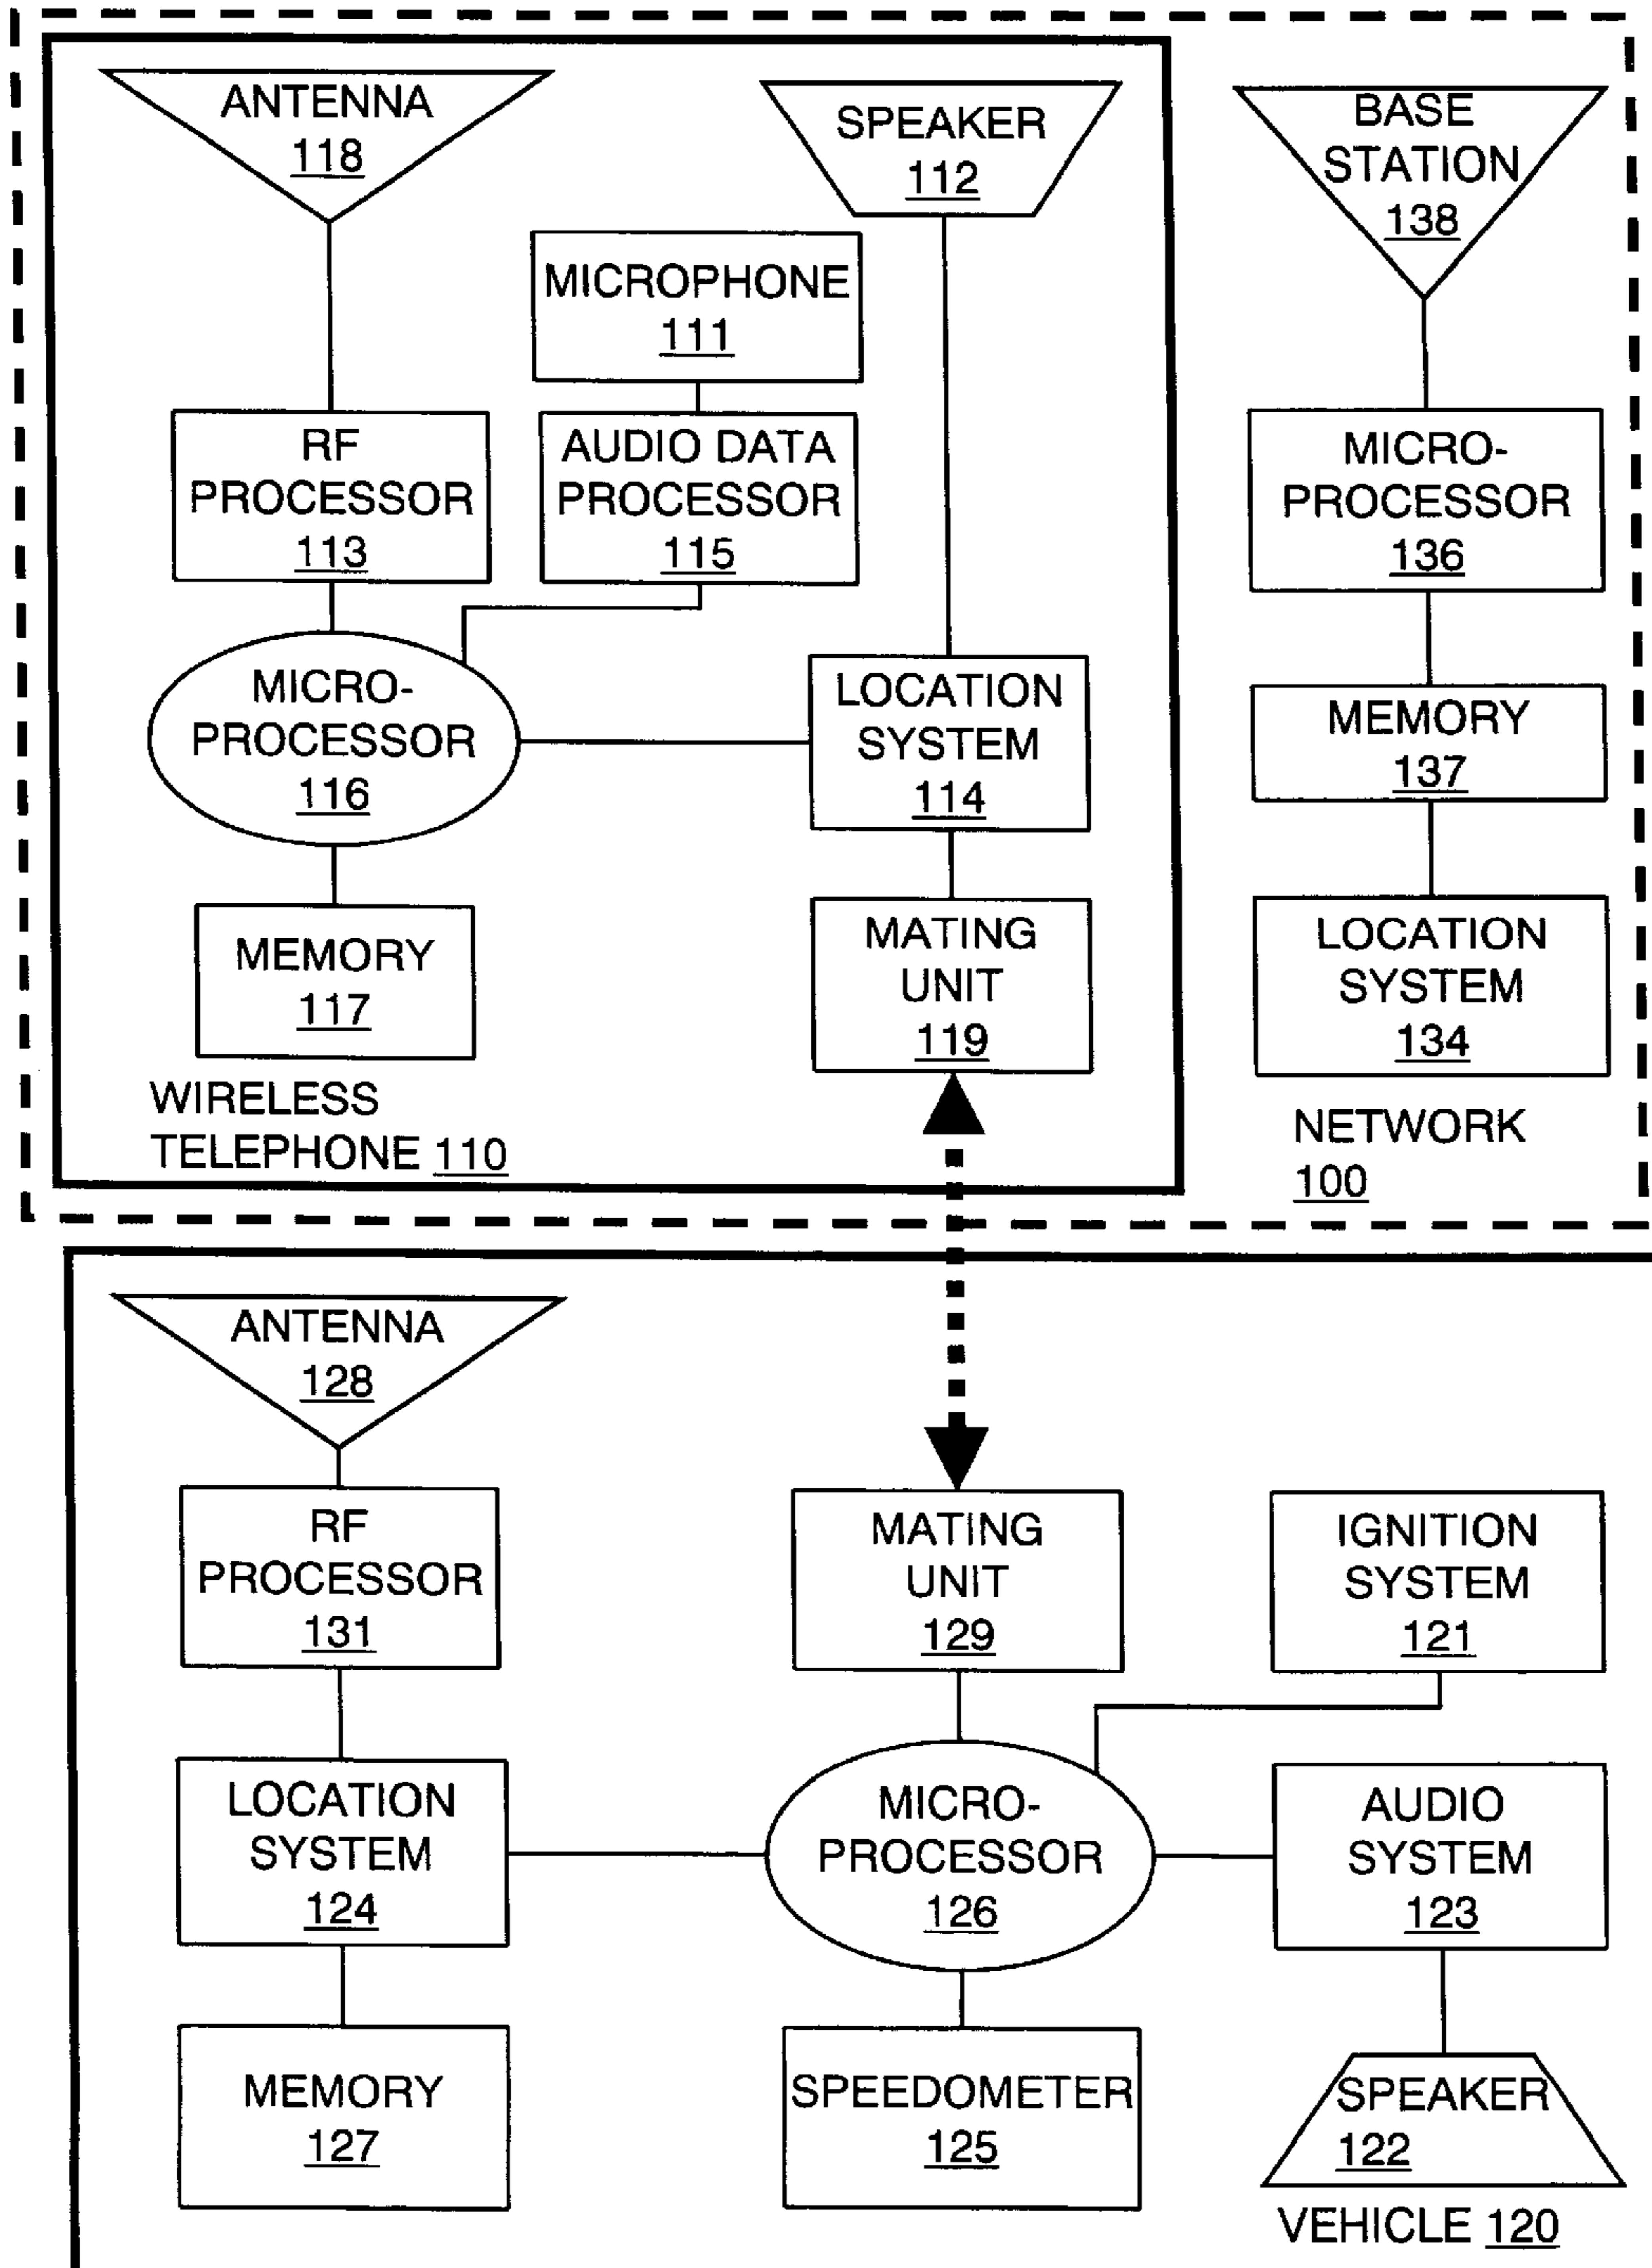 ANTENNA
118
SPEAKER
112
BASE
STATION
138
MICROPHONE
111
RF
PROCESSOR
113
AUDIO DATA
PROCESSOR
115
MICRO-
PROCESSOR
136
MICRO-
PROCESSOR
116
LOCATION
SYSTEM
114
MEMORY
137
MEMORY
117
MATING
UNIT
119
LOCATION
SYSTEM
134
WIRELESS
TELEPHONE 110
NETWORK
100
ANTENNA
128
RF
PROCESSOR
131
MATING
UNIT
129
IGNITION
SYSTEM
121
LOCATION
SYSTEM
124
MICRO-
PROCESSOR
126
AUDIO
SYSTEM
123
MEMORY
127
SPEEDOMETER
125
SPEAKER
122
VEHICLE 120